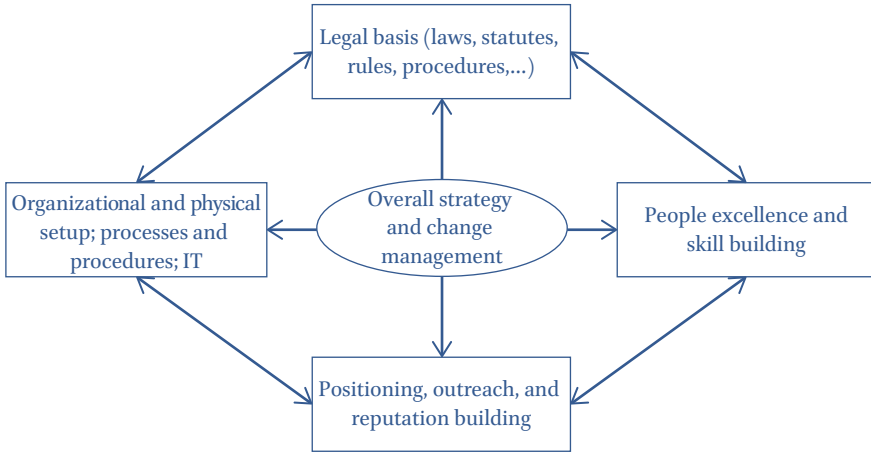 Legal basis (laws, statutes,
rules, procedures,...)
Organizational and physical
setup; processes and
procedures; IT
Overall strategy
and change
management
People excellence and
skill building
Positioning, outreach, and
reputation building